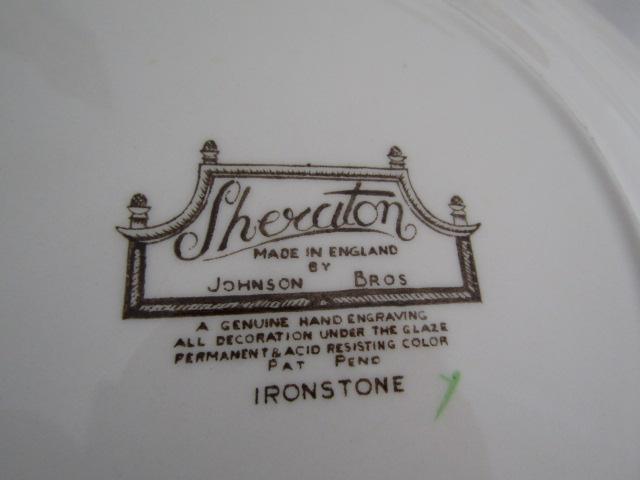 Sheraton
MADE IN ENGLAND
BY
JOHNSON BROS
A GENUINE HAND ENGRAVING
ALL DECORATION UNDER THE GLAZE
PERMANENT & ACID RESISTING COLOR
PAT PEND
IRONSTONE